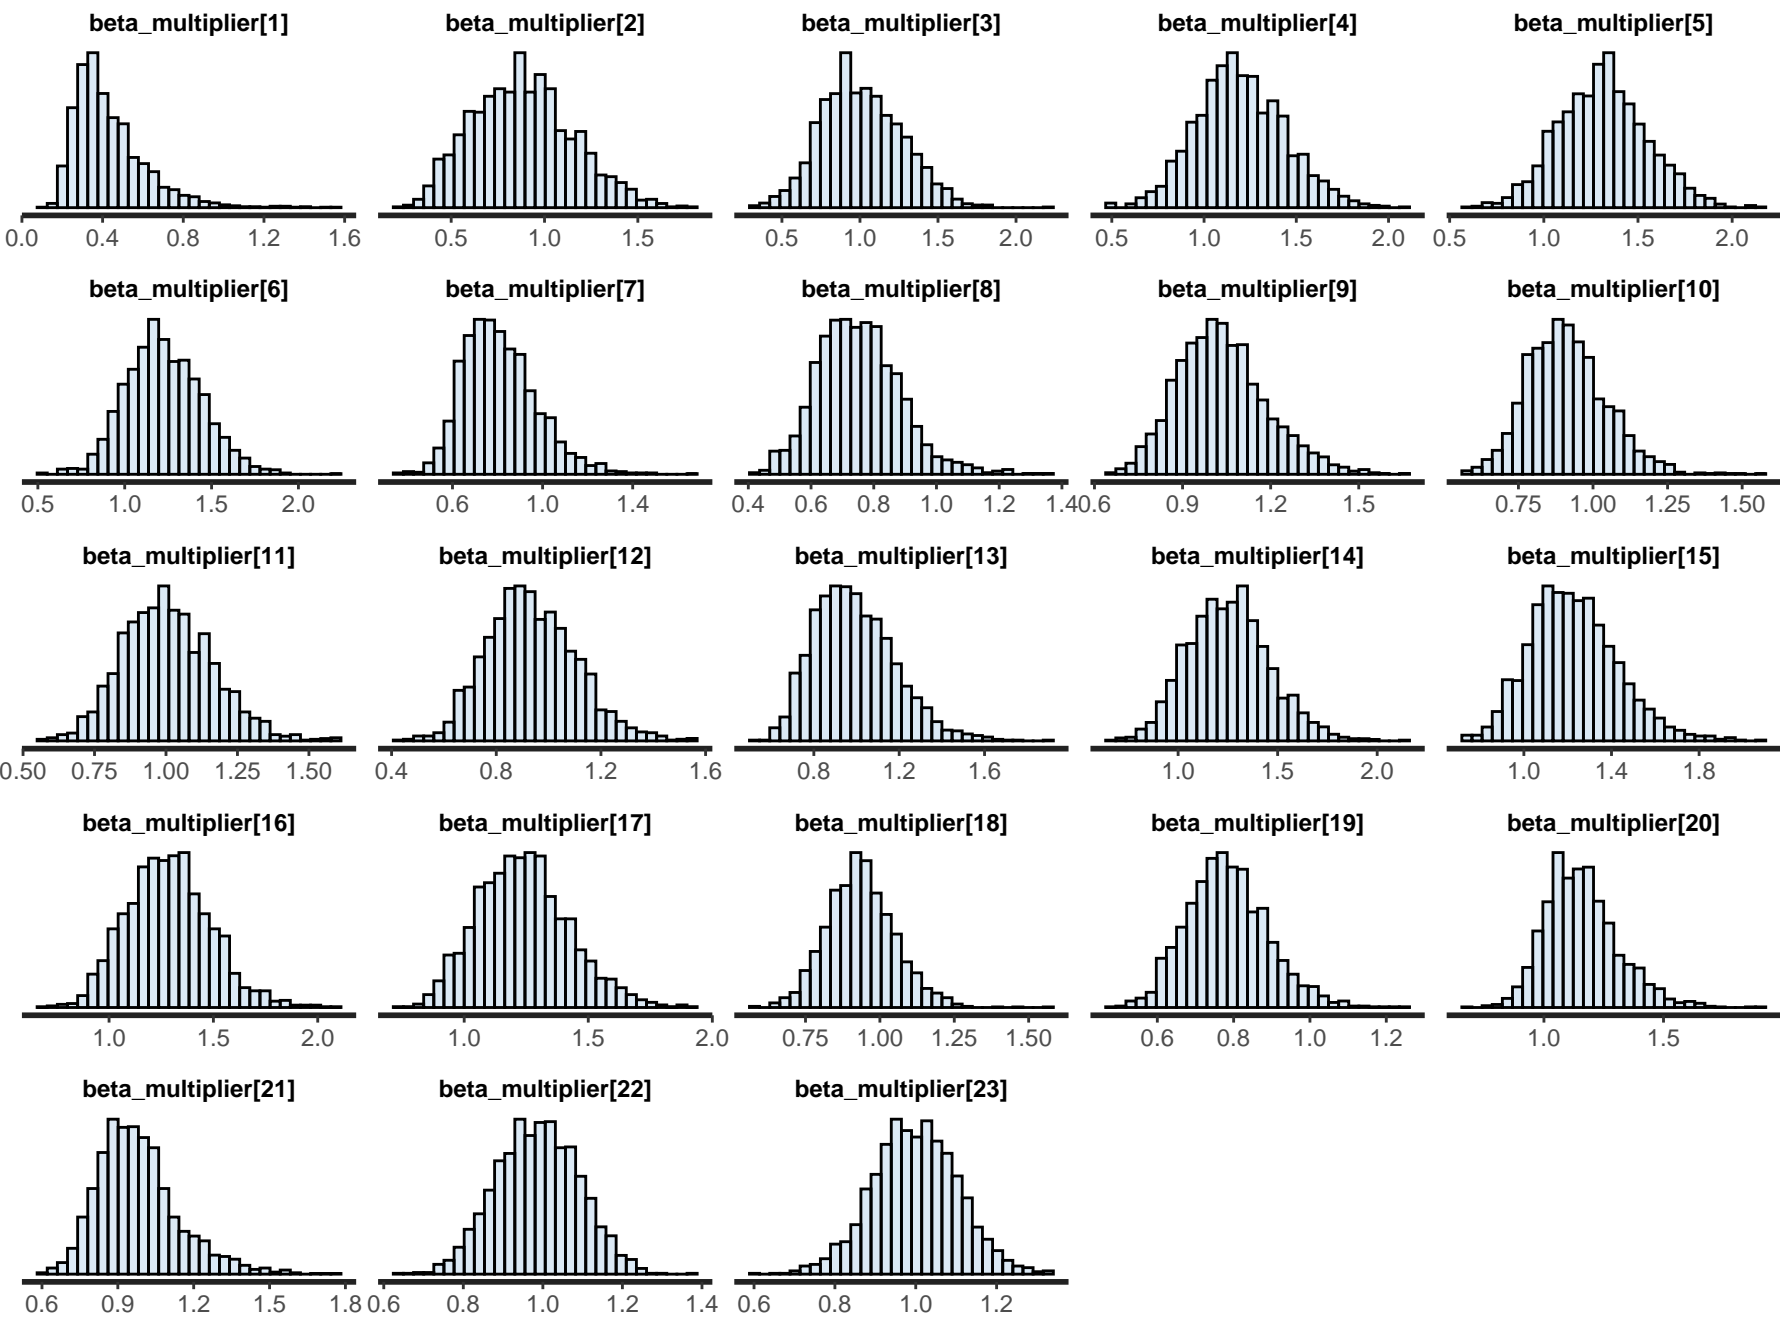 beta_multiplier[1] beta_multiplier[2] beta_multiplier[3] beta_multiplier[4] beta_multiplier[5]
0.0 0.4 0.8 1.2 1.6 0.5 1.0 1.5 0.5 1.0 1.5 2.0 0.5 1.0 1.5 2.0 0.5 1.0 1.5 2.0
beta_multiplier[6] beta_multiplier[7] beta_multiplier[8] beta_multiplier[9] beta_multiplier[10]
0.5 1.0 1.5 2.0 0.6 1.0 1.4 0.4 0.6 0.8 1.0 1.2 1.4 0.6 0.9 1.2 1.5 0.75 1.00 1.25 1.50
beta_multiplier[11] beta_multiplier[12] beta_multiplier[13] beta_multiplier[14] beta_multiplier[15]
0.50 0.75 1.00 1.25 1.50 0.4 0.8 1.2 1.6 0.8 1.2 1.6 1.0 1.5 2.0 1.0 1.4 1.8
beta_multiplier[16] beta_multiplier[17] beta_multiplier[18] beta_multiplier[19] beta_multiplier[20]
1.0 1.5 2.0 1.0 1.5 2.0 0.75 1.00 1.25 1.50 0.6 0.8 1.0 1.2 1.0 1.5
beta_multiplier[21] beta_multiplier[22] beta_multiplier[23]
0.6 0.9 1.2 1.5 1.8 0.6 0.8 1.0 1.2 1.4 0.6 0.8 1.0 1.2